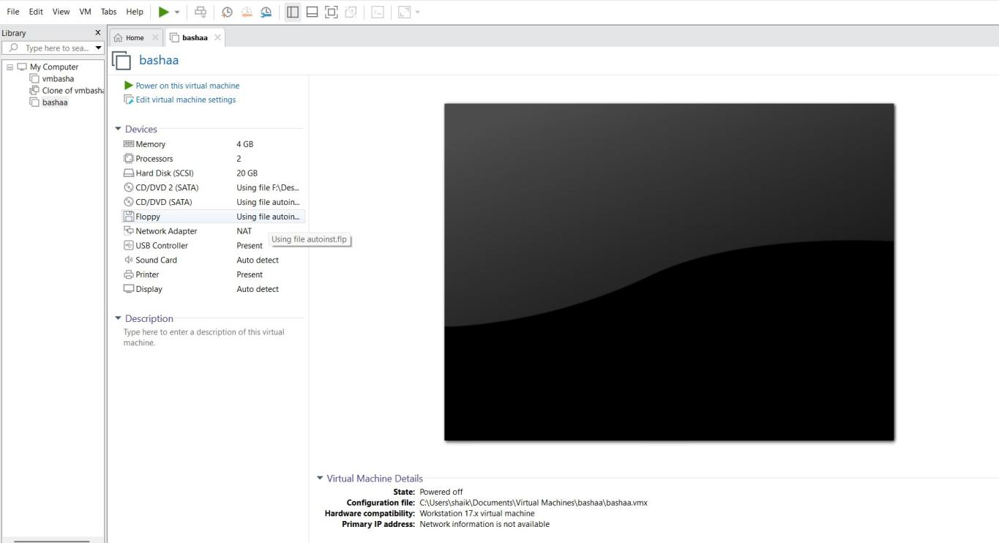 File Edit View VM Tabs Help
Library X
Home bashaa
Type here to sea...
bashaa
My Computer
vmbasha
Clone of vmbasha
bashaa
Power on this virtual machine
Edit virtual machine settings
Devices
Memory 4 GB
Processors 2
Hard Disk (SCSI) 20 GB
CD/DVD 2 (SATA) Using file F:\Des...
CD/DVD (SATA) Using file autoin...
Floppy Using file autoin...
Network Adapter NAT
Using file autoinst.flp
USB Controller Present
Sound Card Auto detect
Printer Present
Display Auto detect
Description
Type here to enter a description of this virtual
machine.
Virtual Machine Details
State: Powered off
Configuration file: C:\Users\shaik\Documents\Virtual Machines\bashaa\bashaa.vmx
Hardware compatibility: Workstation 17.x virtual machine
Primary IP address: Network information is not available